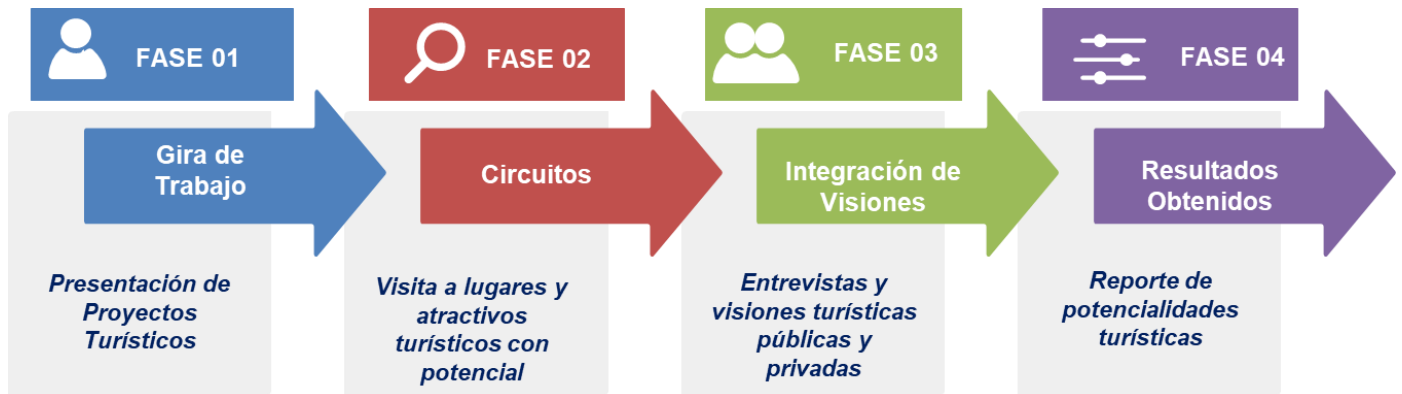 FASE 01
Gira de
Trabajo
Presentación de
Proyectos
Turísticos
FASE 02
Circuitos
Visita a lugares y
atractivos
turísticos con
potencial
FASE 03
Integración de
Visiones
Entrevistas y
visiones turísticas
públicas y
privadas
FASE 04
Resultados
Obtenidos
Reporte de
potencialidades
turísticas